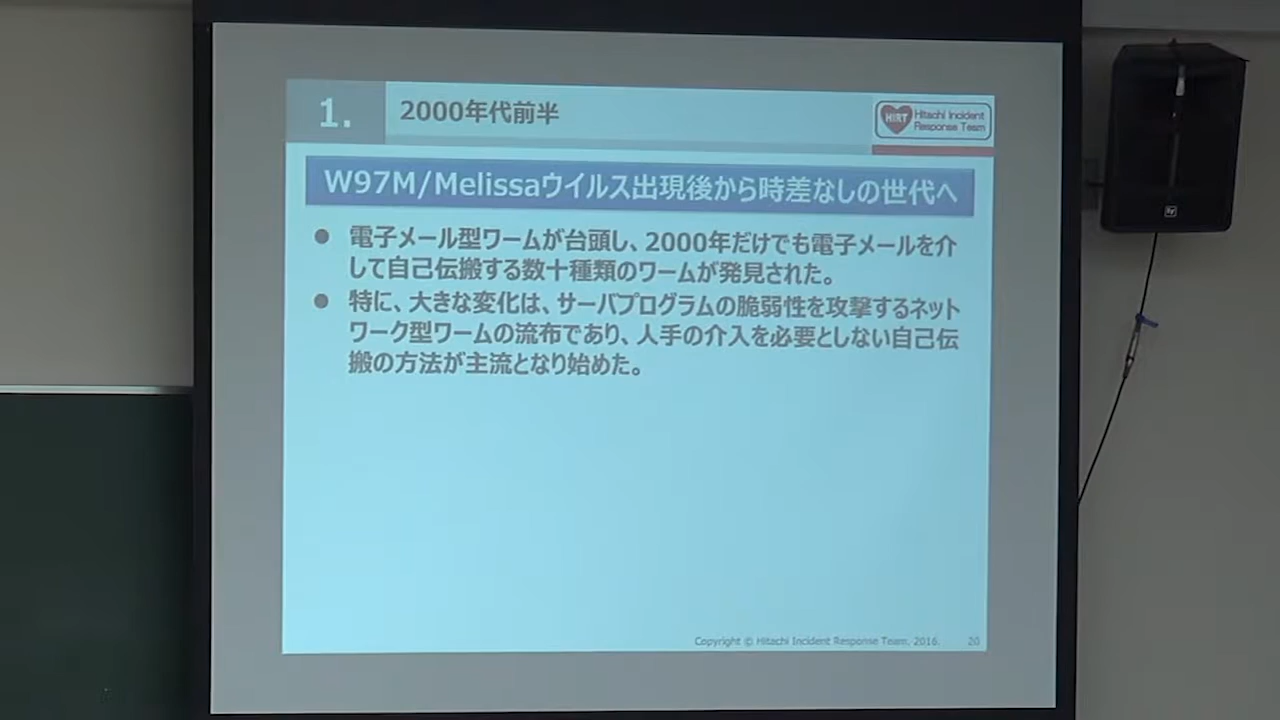 1.
2000年代前半
HIRT
Hitachi Incident
Response Team
W97M/Melissaウイルス出現後から時差なしの世代へ
● 電子メール型ワームが台頭し、2000年だけでも電子メールを介
して自己伝搬する数十種類のワームが発見された。
● 特に、大きな変化は、サーバプログラムの脆弱性を攻撃するネット
ワーク型ワームの流布であり、人手の介入を必要としない自己伝
搬の方法が主流となり始めた。
Copyright © Hitachi Incident Response Team. 2016.
20
EV